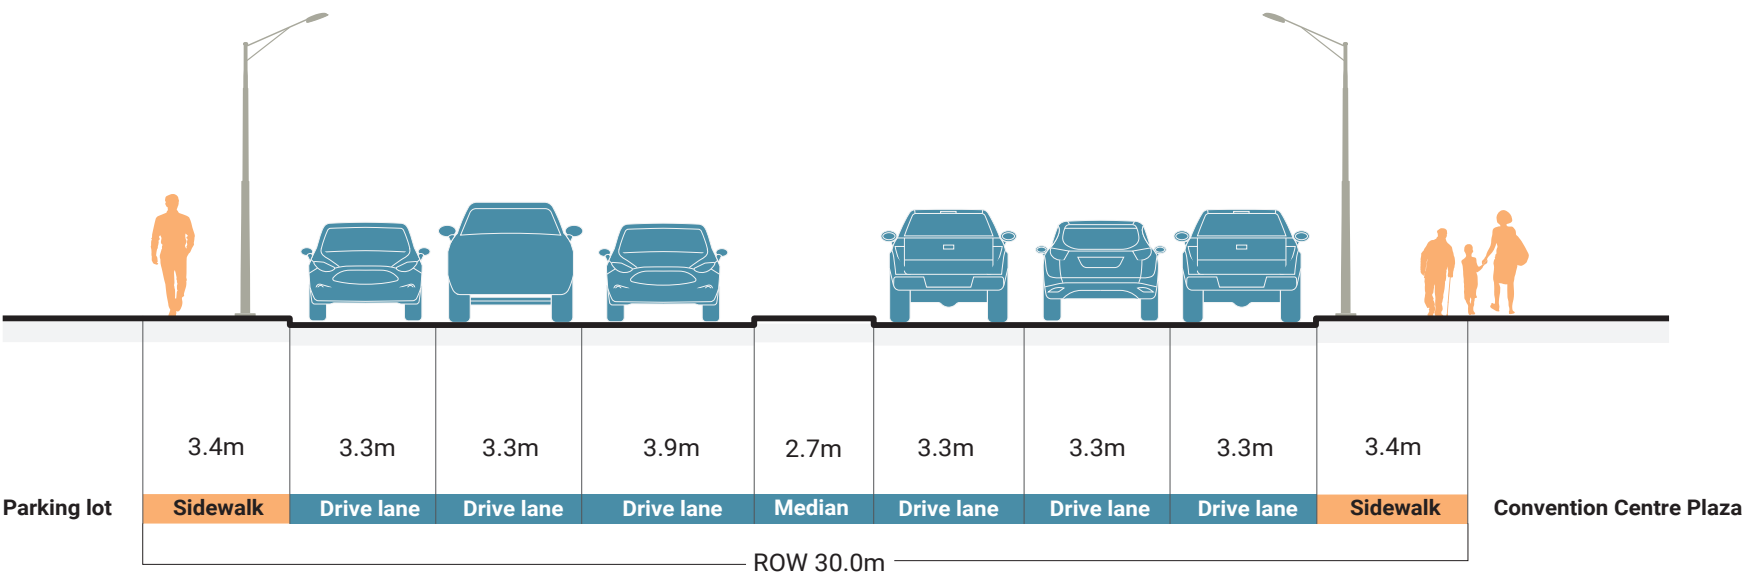 3.4m 3.3m 3.3m 3.9m 2.7m 3.3m 3.3m 3.3m 3.4m
Parking lot Sidewalk Drive lane Drive lane Drive lane Median Drive lane Drive lane Drive lane Sidewalk Convention Centre Plaza
ROW 30.0m